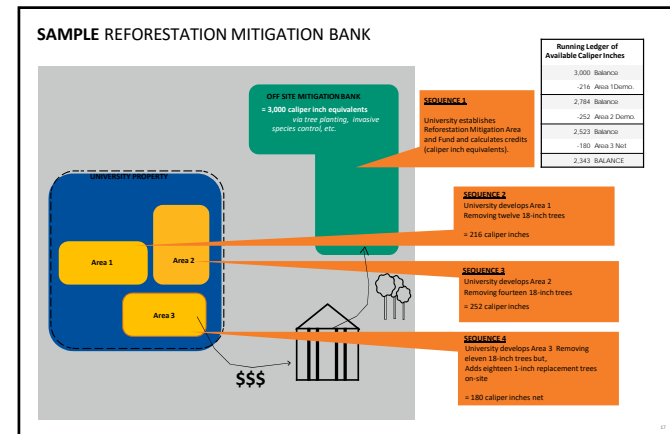 SAMPLE REFORESTATION MITIGATION BANK
Running Ledger of
Available Caliper Inches
3,000 Balance
-216 Area 1Demo.
2,784 Balance
-252 Area 2 Demo.
2,523 Balance
-180 Area 3 Net
2,343 BALANCE
OFF SITE MITIGATION BANK
= 3,000 caliper inch equivalents
via tree planting, invasive
species control, etc.
SEQUENCE 1
University establishes
Reforestation Mitigation Area
and Fund and calculates credits
(caliper inch equivalents).
UNIVERSITY PROPERTY
Area 1
Area 2
Area 3
SEQUENCE 2
University develops Area 1
Removing twelve 18-inch trees
= 216 caliper inches
SEQUENCE 3
University develops Area 2
Removing fourteen 18-inch trees
= 252 caliper inches
SEQUENCE 4
University develops Area 3 Removing
eleven 18-inch trees but,
Adds eighteen 1-inch replacement trees
on-site
= 180 caliper inches net
$$$
17